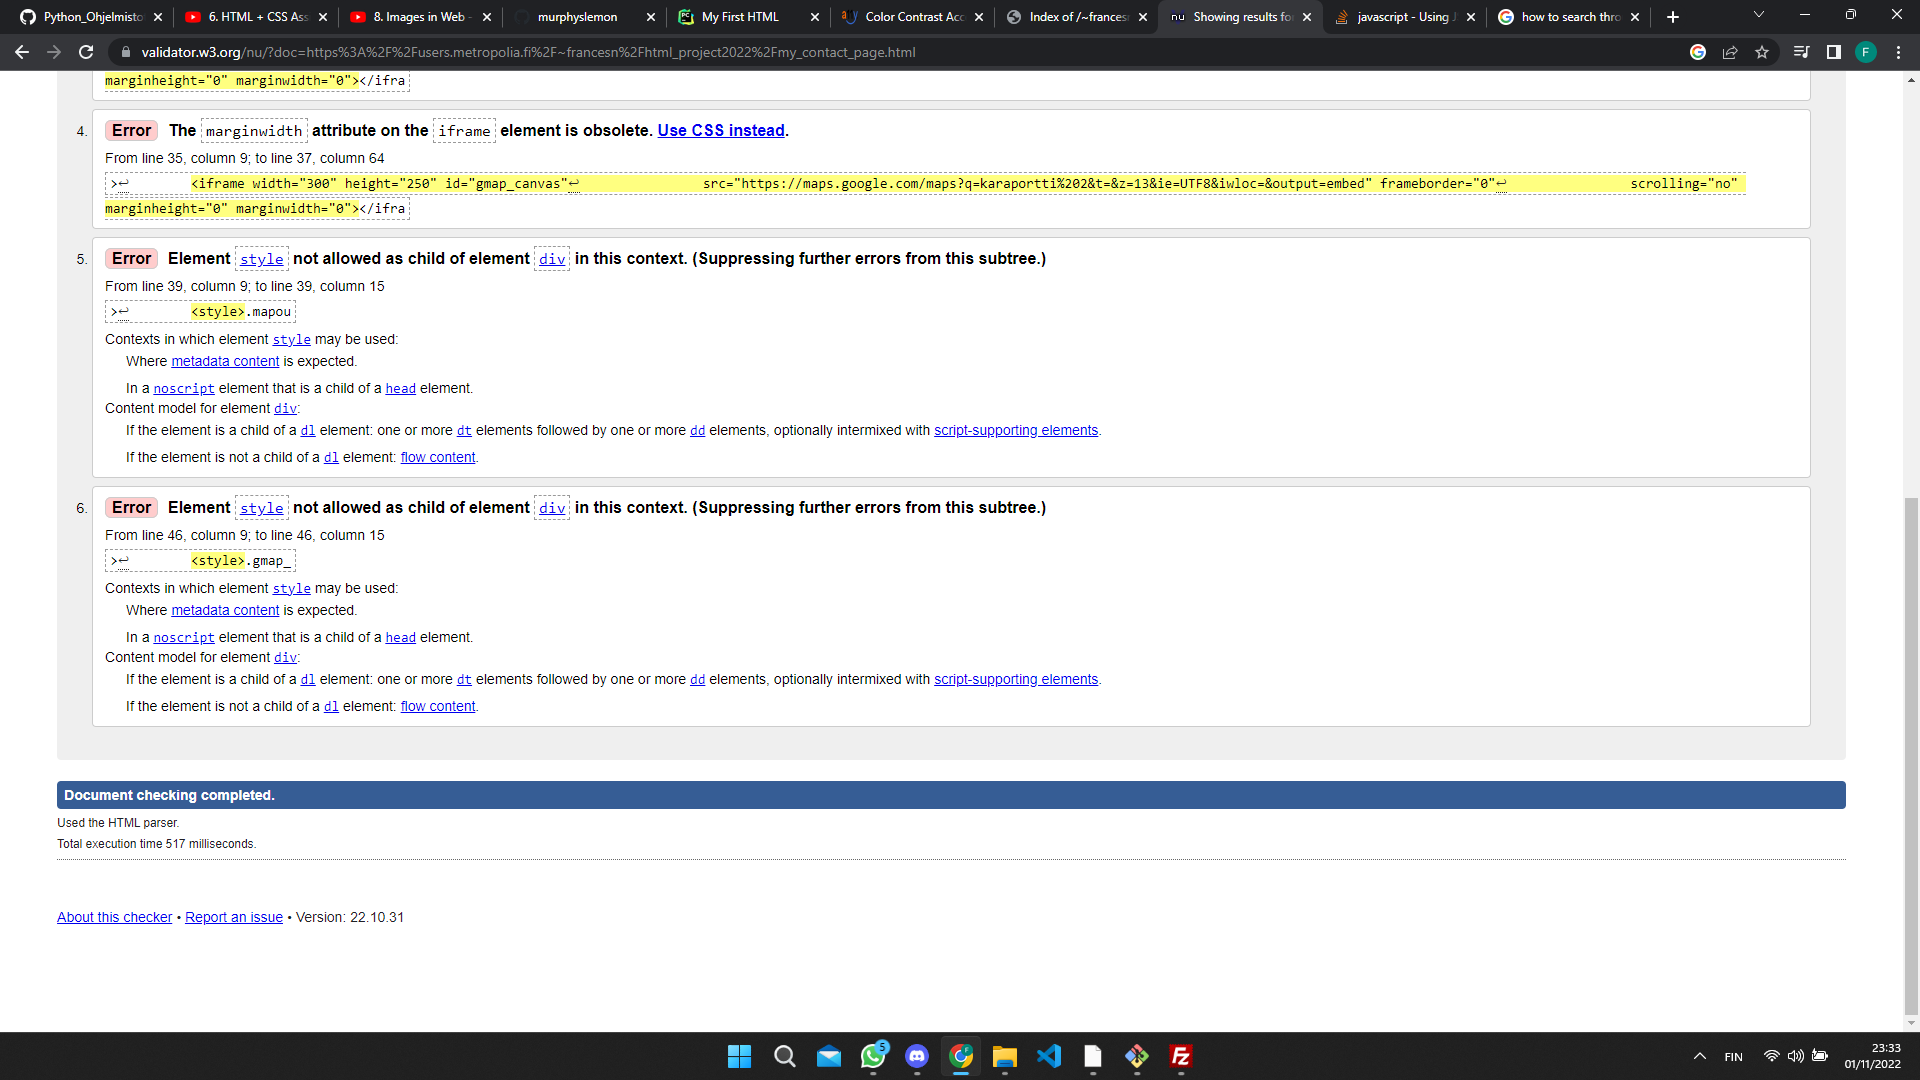 Python_Ohjelmisto
6. HTML + CSS Ass
8. Images in Web -
murphyslemon
My First HTML
Color Contrast Acc
Index of /~frances
Showing results fo
javascript - Using J
how to search thro
validator.w3.org/nu/?doc=https%3A%2F%2Fusers.metropolia.fi%2F~francesn%2Fhtml_project2022%2Fmy_contact_page.html
F
marginheight="0" marginwidth="0"></ifra
4. Error The marginwidth attribute on the iframe element is obsolete. Use CSS instead.
From line 35, column 9; to line 37, column 64
>↩ <iframe width="300" height="250" id="gmap_canvas"↩ src="https://maps.google.com/maps?q=karaportti%202&t=&z=13&ie=UTF8&iwloc=&output=embed" frameborder="0"↩ scrolling="no"
marginheight="0" marginwidth="0"></ifra
5. Error Element style not allowed as child of element div in this context. (Suppressing further errors from this subtree.)
From line 39, column 9; to line 39, column 15
>↩ <style>.mapou
Contexts in which element style may be used:
Where metadata content is expected.
In a noscript element that is a child of a head element.
Content model for element div:
If the element is a child of a dl element: one or more dt elements followed by one or more dd elements, optionally intermixed with script-supporting elements.
If the element is not a child of a dl element: flow content.
6. Error Element style not allowed as child of element div in this context. (Suppressing further errors from this subtree.)
From line 46, column 9; to line 46, column 15
>↩ <style>.gmap_
Contexts in which element style may be used:
Where metadata content is expected.
In a noscript element that is a child of a head element.
Content model for element div:
If the element is a child of a dl element: one or more dt elements followed by one or more dd elements, optionally intermixed with script-supporting elements.
If the element is not a child of a dl element: flow content.
Document checking completed.
Used the HTML parser.
Total execution time 517 milliseconds.
About this checker • Report an issue • Version: 22.10.31
5
FIN
23:33
01/11/2022